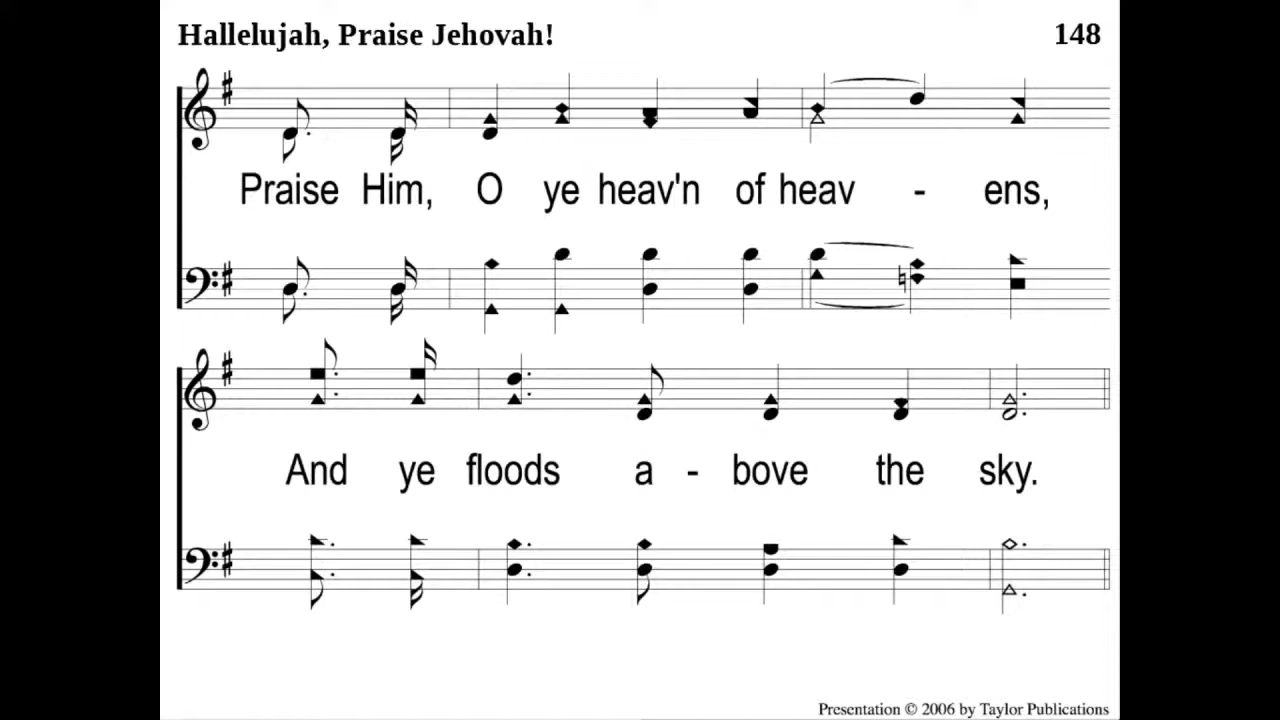 Hallelujah, Praise Jehovah! 148
Praise Him, O ye heav'n of heav - ens,
And ye floods a - bove the sky.
Presentation © 2006 by Taylor Publications